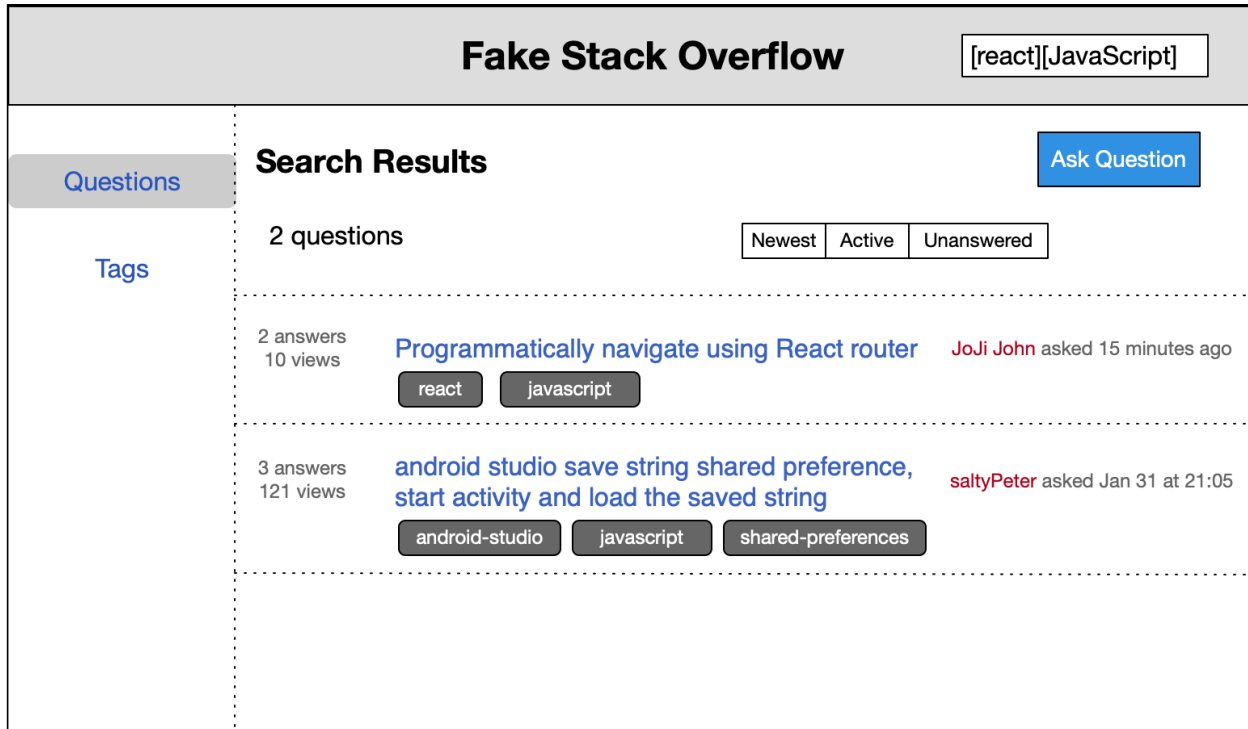 Fake Stack Overflow
[react][JavaScript]
Questions
Tags
Search Results
Ask Question
2 questions
Newest Active Unanswered
2 answers
10 views
Programmatically navigate using React router
JoJi John asked 15 minutes ago
react javascript
3 answers
121 views
android studio save string shared preference,
start activity and load the saved string
saltyPeter asked Jan 31 at 21:05
android-studio javascript shared-preferences